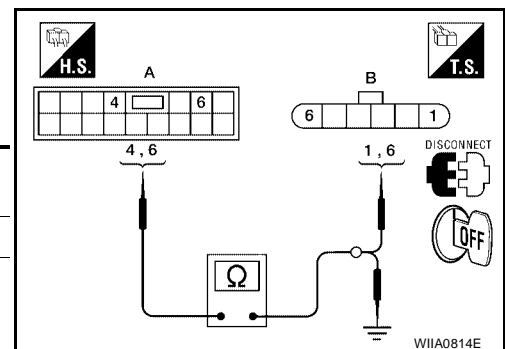 H.S.
A
4 6
4 , 6
B
6 1
1 , 6
T.S.
DISCONNECT
OFF
Ω
WIIA0814E